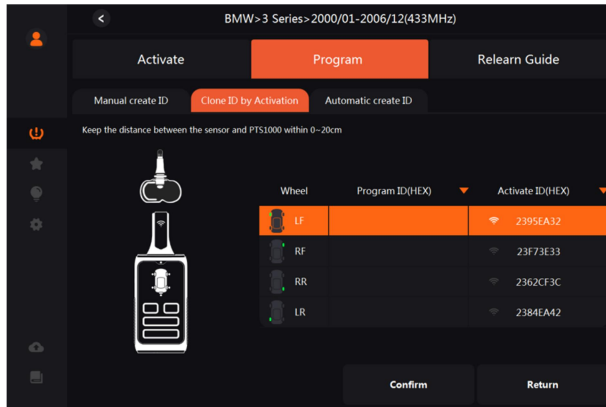 BMW>3 Series>2000/01-2006/12(433MHz)
Activate Program Relearn Guide
Manual create ID Clone ID by Activation Automatic create ID
Keep the distance between the sensor and PTS1000 within 0~20cm
Wheel Program ID(HEX) Activate ID(HEX)
LF 2395EA32
RF 23F73E33
RR 2362CF3C
LR 2384EA42
Confirm Return